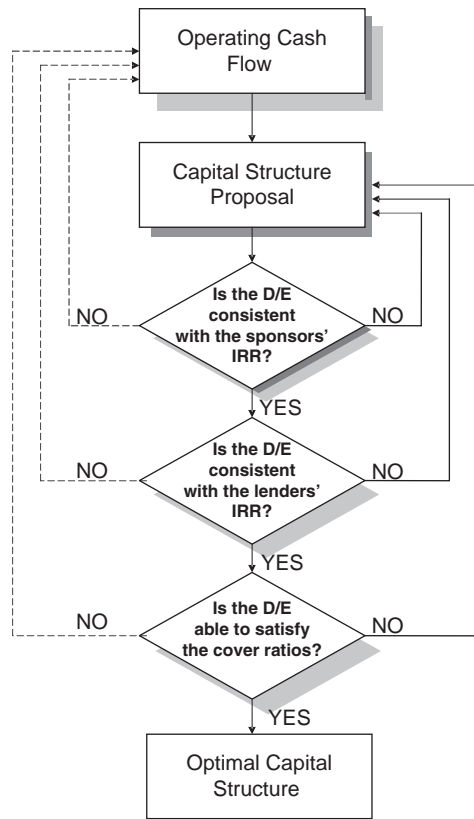 Operating Cash
Flow
Capital Structure
Proposal
Is the D/E
consistent
with the sponsors’
IRR?
NO
NO
YES
Is the D/E
consistent
with the lenders’
IRR?
NO
NO
YES
Is the D/E
able to satisfy
the cover ratios?
NO
NO
YES
Optimal Capital
Structure